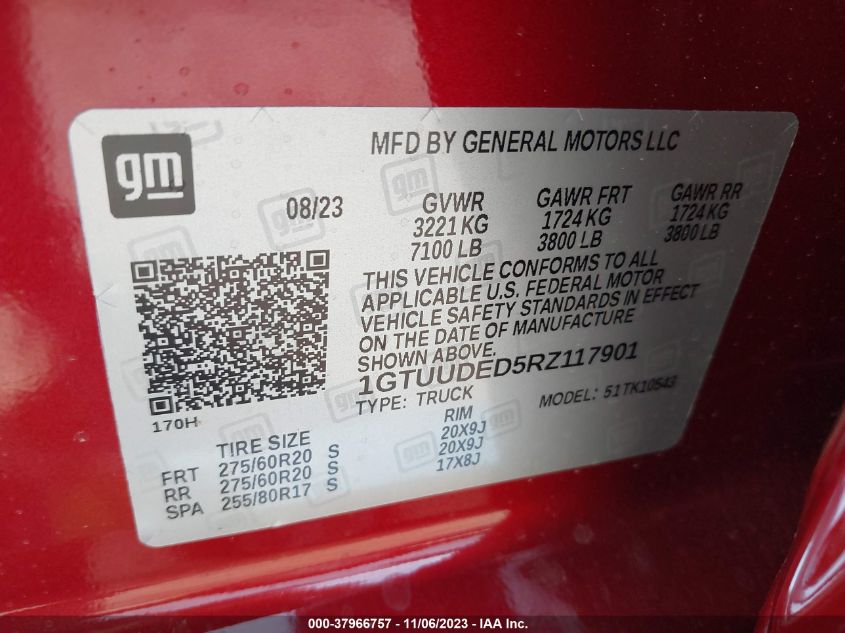 MFD BY GENERAL MOTORS LLC
gm
08/23
GVWR GAWR FRT GAWR RR
3221 KG 1724 KG 1724 KG
7100 LB 3800 LB 3800 LB
THIS VEHICLE CONFORMS TO ALL
APPLICABLE U.S. FEDERAL MOTOR
VEHICLE SAFETY STANDARDS IN EFFECT
ON THE DATE OF MANUFACTURE
SHOWN ABOVE.
1GTUUDED5RZ117901
TYPE: TRUCK MODEL: 51TK10543
170H
TIRE SIZE RIM
FRT 275/60R20 S 20X9J
RR 275/60R20 S 20X9J
SPA 255/80R17 S 17X8J
000-37966757 - 11/06/2023 - IAA Inc.